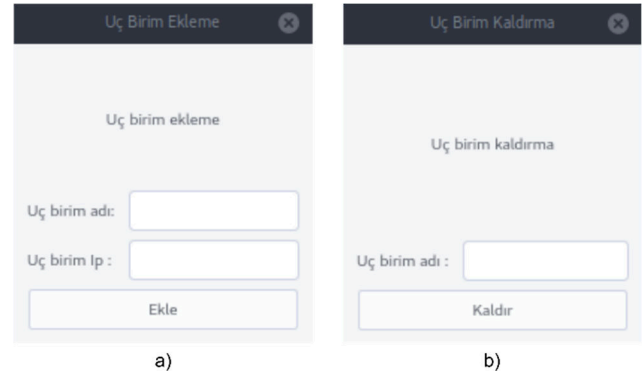 Uç Birim Ekleme
Uç birim ekleme
Uç birim adı:
Uç birim Ip :
Ekle
a)
Uç Birim Kaldırma
Uç birim kaldırma
Uç birim adı :
Kaldır
b)